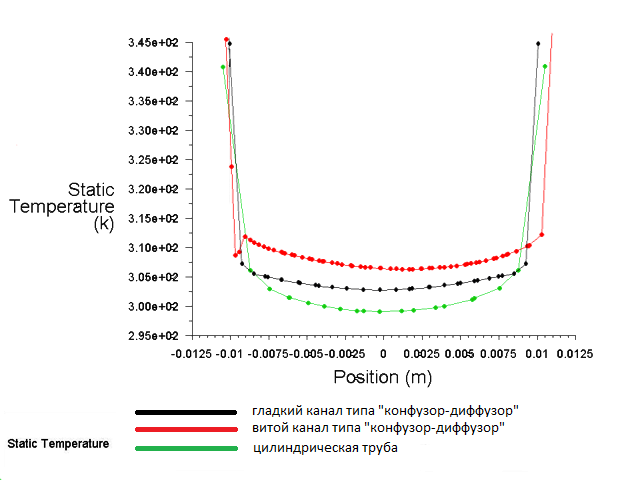 3.45e+02
3.40e+02
3.35e+02
3.30e+02
3.25e+02
3.20e+02
3.15e+02
3.10e+02
3.05e+02
3.00e+02
2.95e+02
Static
Temperature
(k)
-0.0125 -0.01 -0.0075-0.005-0.0025 0 0.0025 0.005 0.0075 0.01 0.0125
Position (m)
гладкий канал типа "конфузор-диффузор"
витой канал типа "конфузор-диффузор"
Static Temperature
цилиндрическая труба